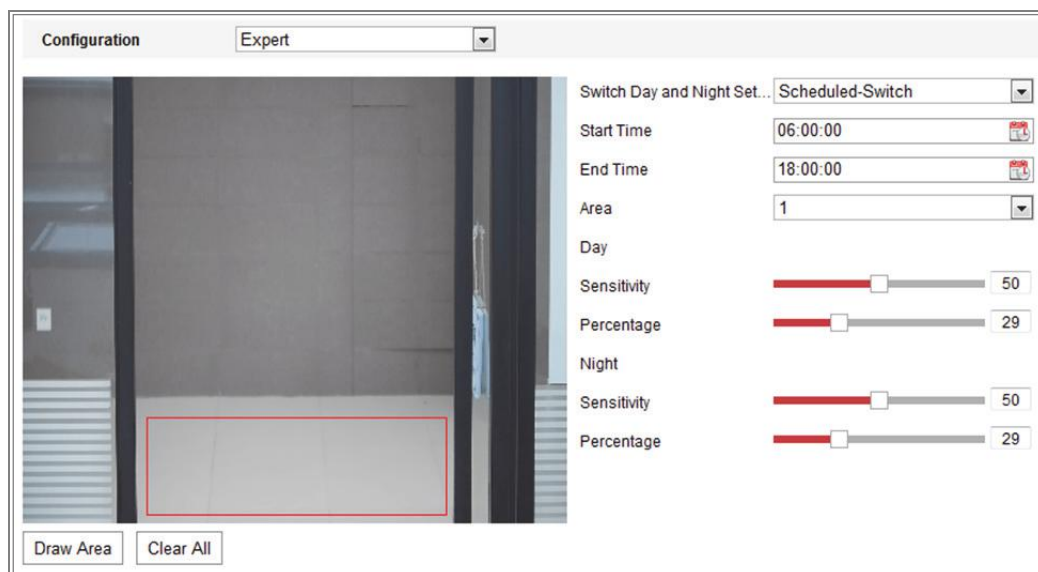 Configuration Expert
Switch Day and Night Set... Scheduled-Switch
Start Time 06:00:00
End Time 18:00:00
Area 1
Day
Sensitivity 50
Percentage 29
Night
Sensitivity 50
Percentage 29
Draw Area Clear All